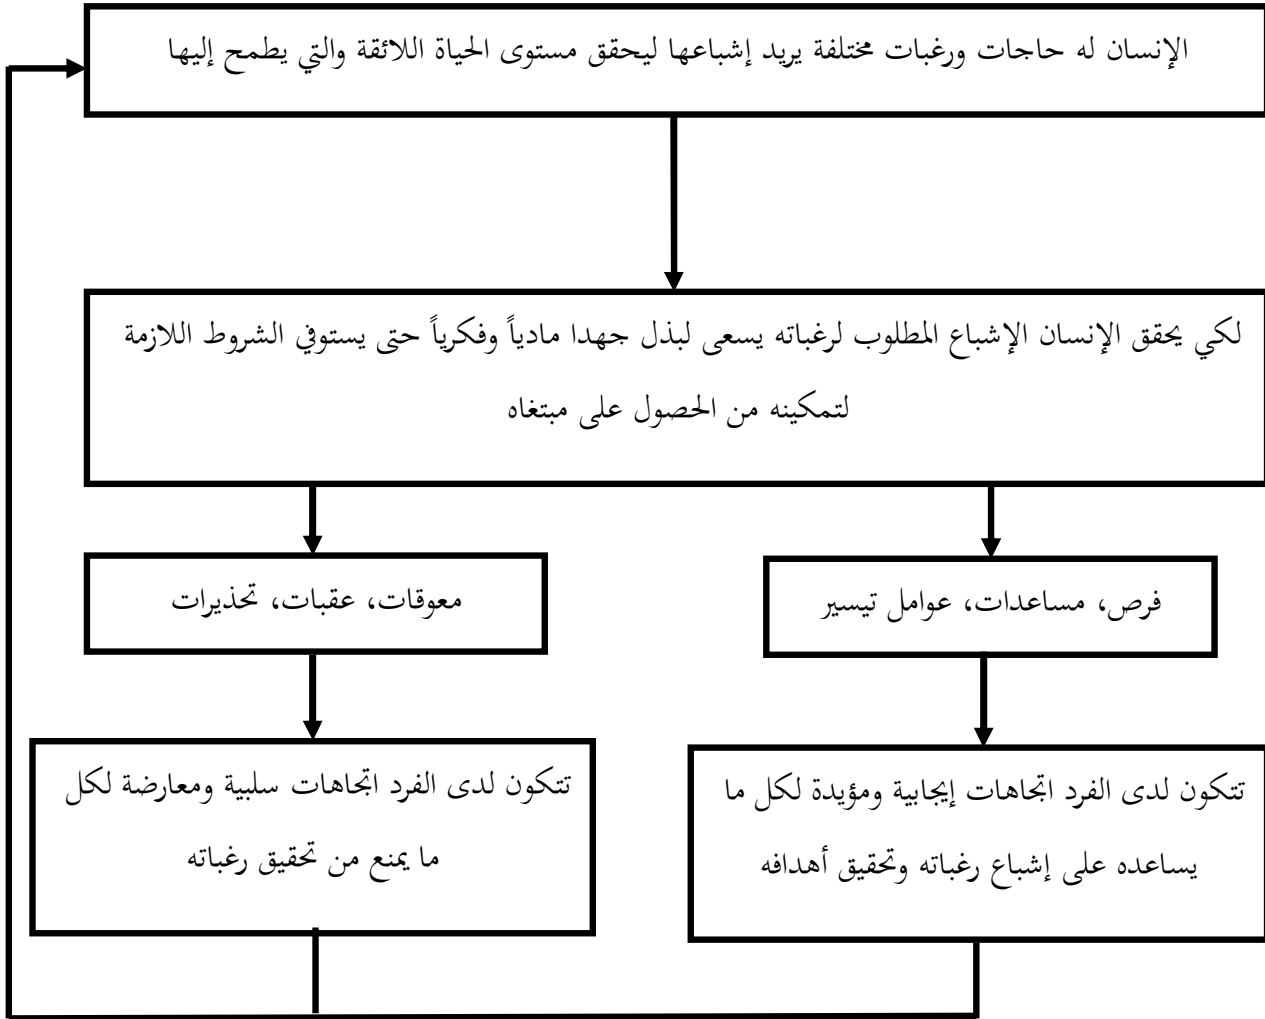 الإنسان له حاجات ورغبات مختلفة يريد إشباعها ليحقق مستوى الحياة اللائقة والتي يطمح إليها
لكي يحقق الإنسان الإشباع المطلوب لرغباته يسعى لبذل جهدا مادياً وفكرياً حتى يستوفي الشروط اللازمة
لتمكينه من الحصول على مبتغاه
فرص، مساعدات، عوامل تيسير
معوقات، عقبات، تحذيرات
تتكون لدى الفرد اتجاهات إيجابية ومؤيدة لكل ما
يساعده على إشباع رغباته وتحقيق أهدافه
تتكون لدى الفرد اتجاهات سلبية ومعارضة لكل
ما يمنع من تحقيق رغباته